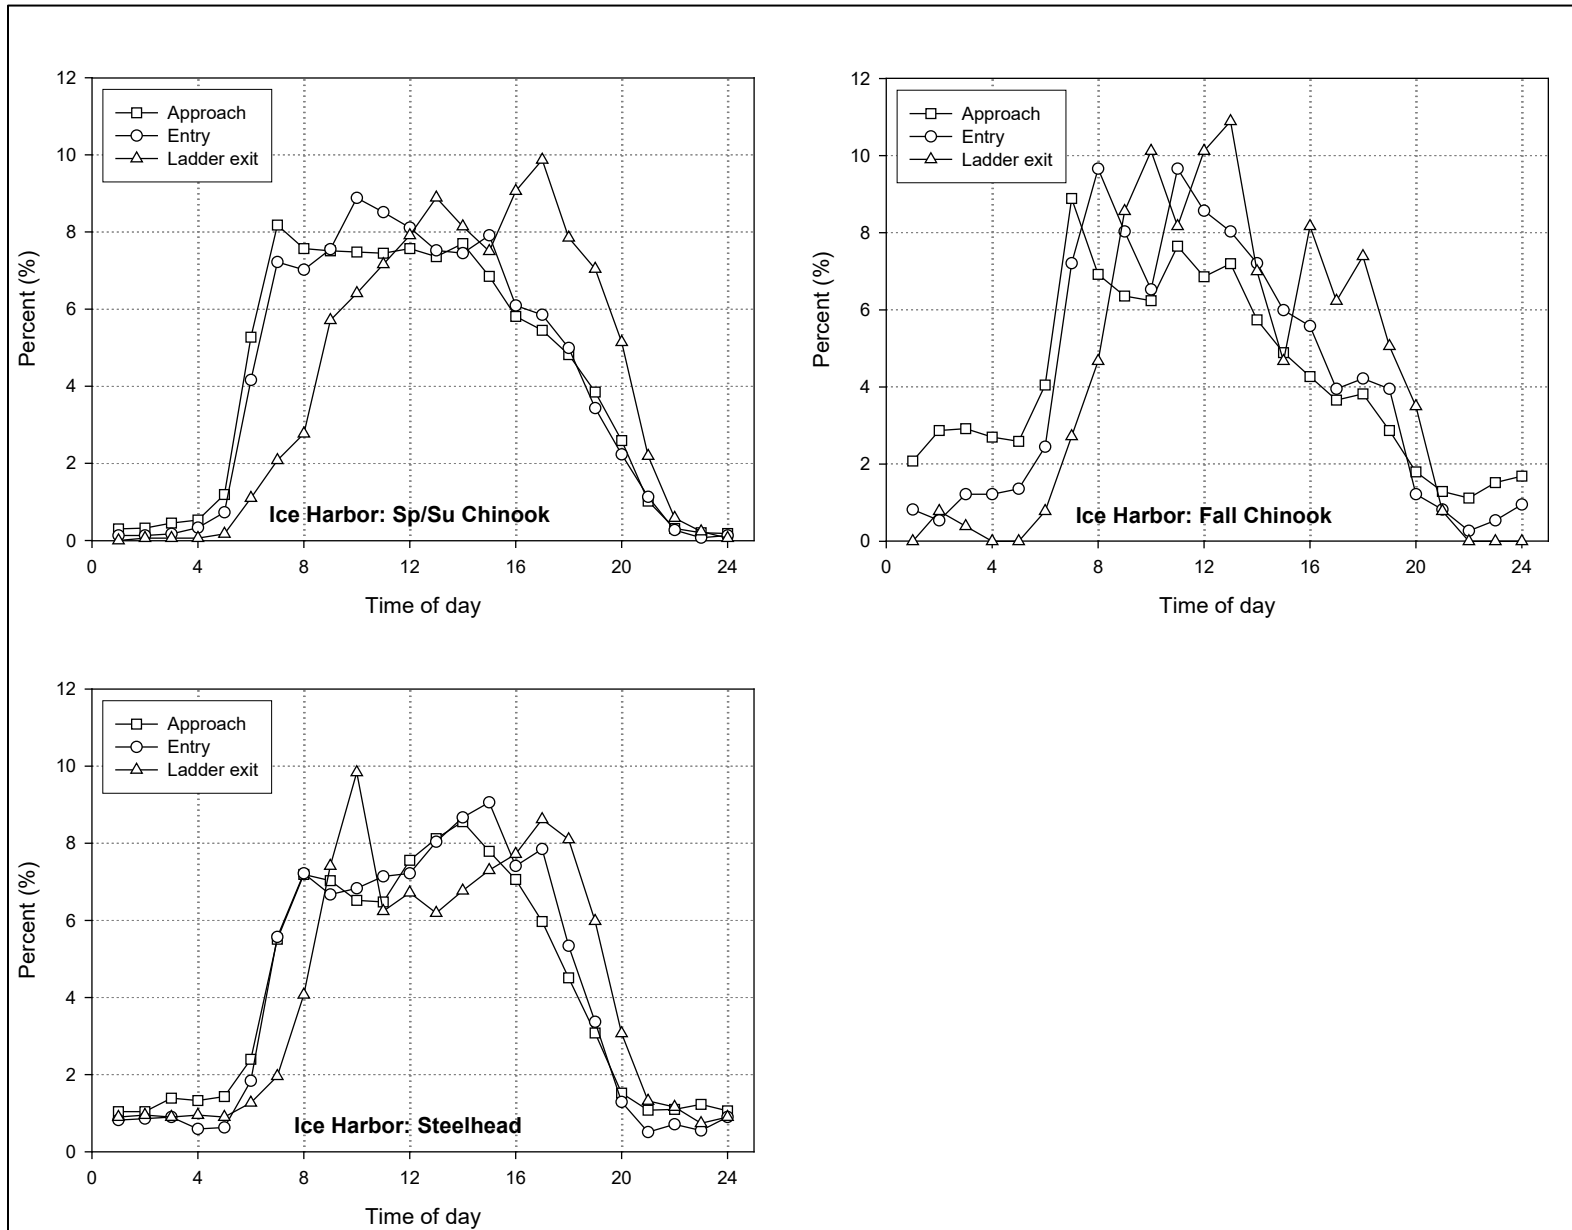 12
10
8
6
4
2
0
Percent (%)
Approach
Entry
Ladder exit
Ice Harbor: Sp/Su Chinook
0 4 8 12 16 20 24
Time of day
12
10
8
6
4
2
0
Percent (%)
Approach
Entry
Ladder exit
Ice Harbor: Fall Chinook
0 4 8 12 16 20 24
Time of day
12
10
8
6
4
2
0
Percent (%)
Approach
Entry
Ladder exit
Ice Harbor: Steelhead
0 4 8 12 16 20 24
Time of day